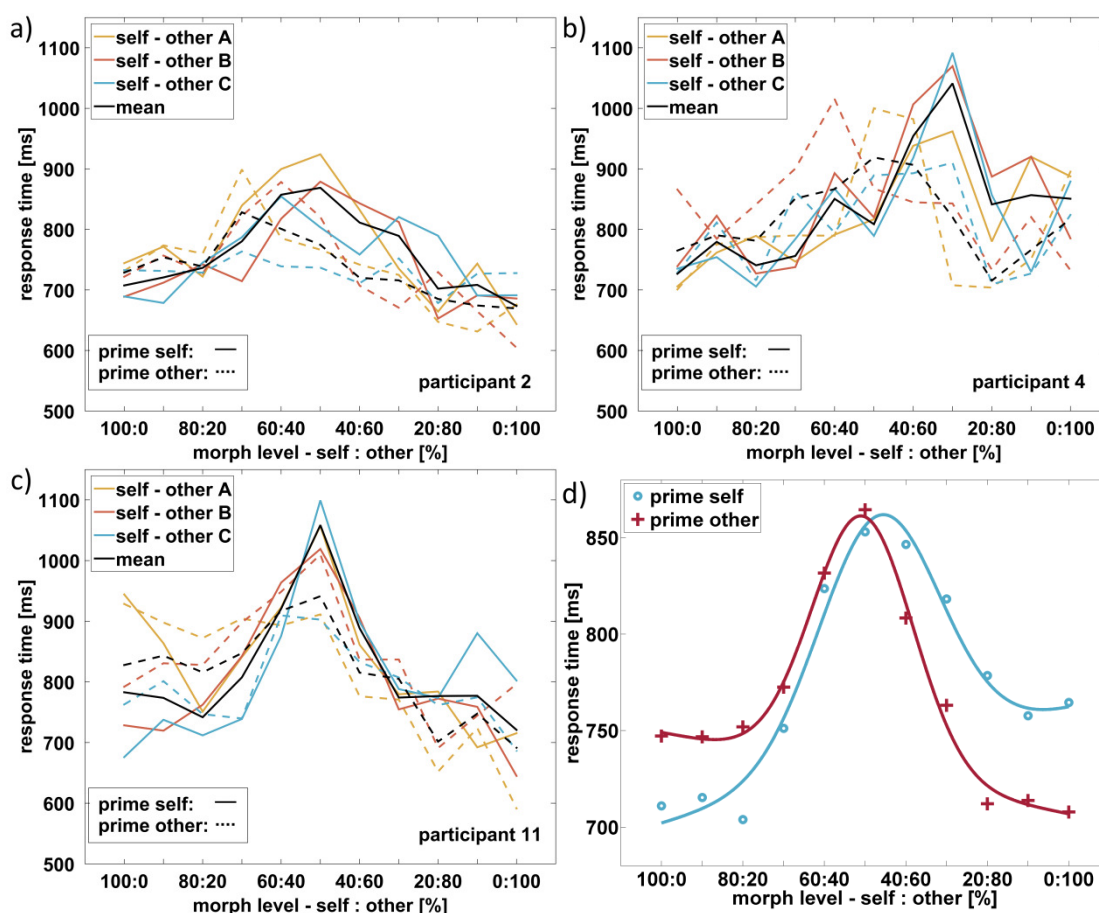 a)
self - other A
self - other B
self - other C
mean
prime self:
prime other:
participant 2
response time [ms]
1100
1000
900
800
700
600
500
100:0 80:20 60:40 40:60 20:80 0:100
morph level - self : other [%]
b)
self - other A
self - other B
self - other C
mean
prime self:
prime other:
participant 4
response time [ms]
1100
1000
900
800
700
600
500
100:0 80:20 60:40 40:60 20:80 0:100
morph level - self : other [%]
c)
self - other A
self - other B
self - other C
mean
prime self:
prime other:
participant 11
response time [ms]
1100
1000
900
800
700
600
500
100:0 80:20 60:40 40:60 20:80 0:100
morph level - self : other [%]
d)
prime self
prime other
response time [ms]
850
800
750
700
100:0 80:20 60:40 40:60 20:80 0:100
morph level - self : other [%]